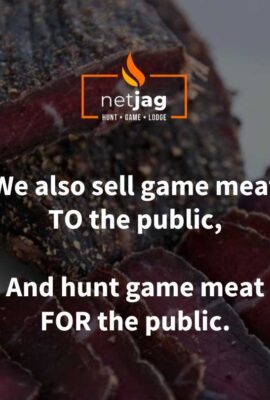 netjag
HUNT • GAME • LODGE
We also sell game meat
TO the public,
And hunt game meat
FOR the public.